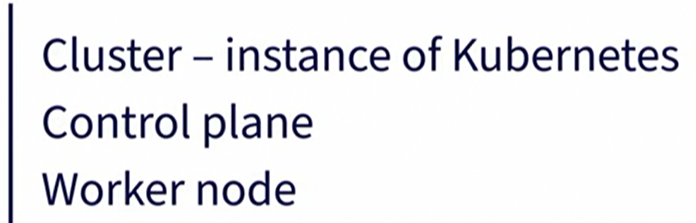 Cluster – instance of Kubernetes
Control plane
Worker node